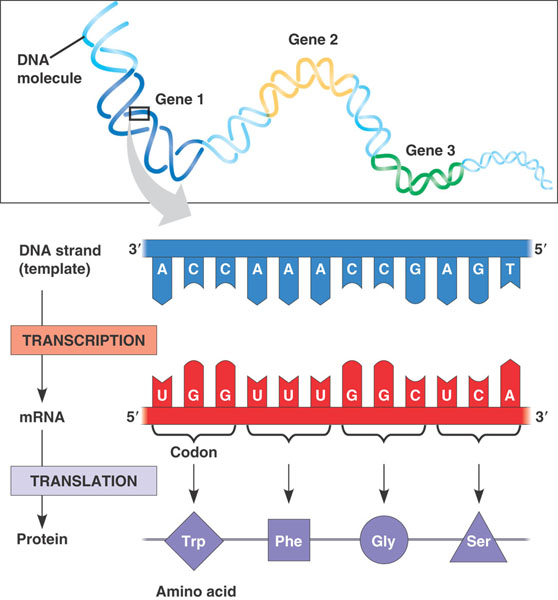 DNA
molecule
Gene 1
Gene 2
Gene 3
DNA strand
(template)
3′ 5′
A C C A A A C C G A G T
TRANSCRIPTION
U G G U U U G G C U C A
mRNA
5′ 3′
Codon
TRANSLATION
Protein
Trp Phe Gly Ser
Amino acid